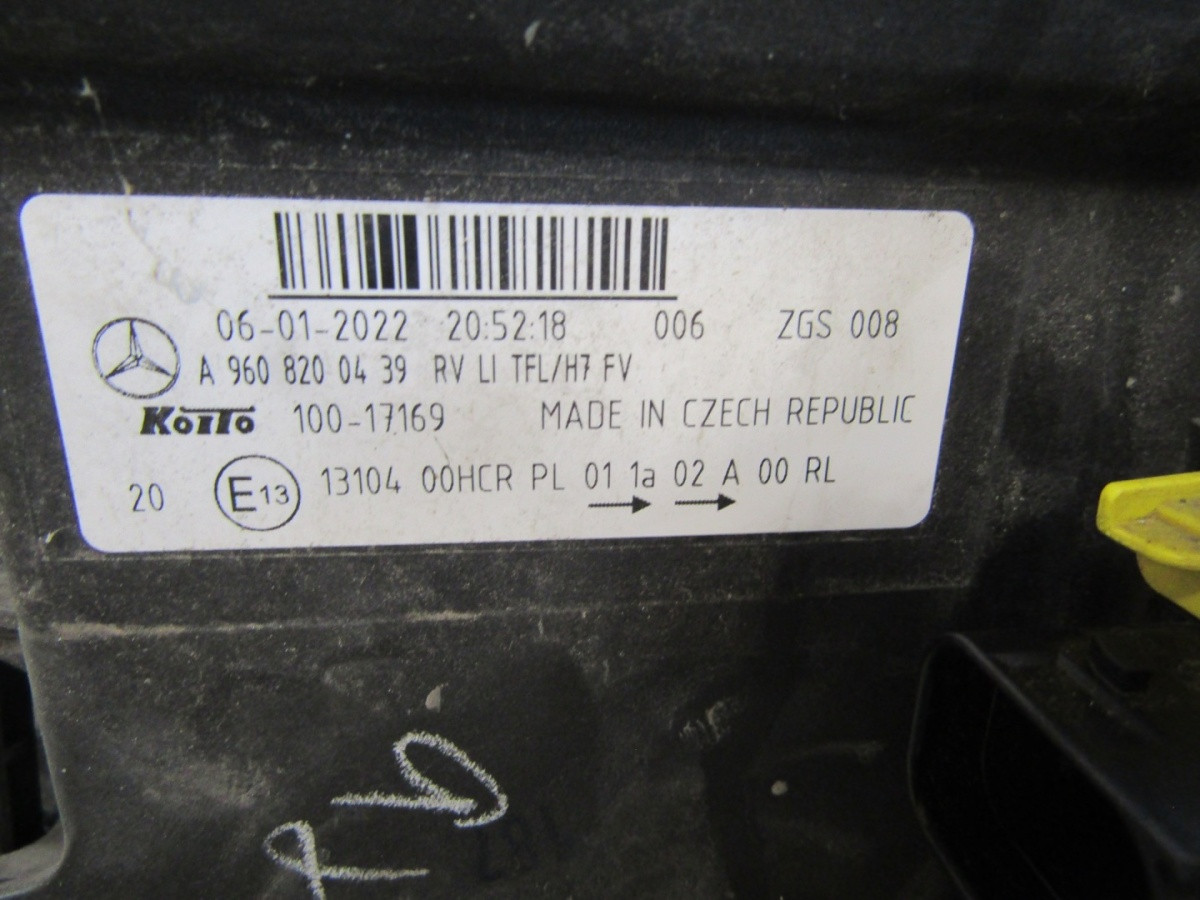 06-01-2022 20:52:18 006 ZGS 008
A 960 820 04 39 RV LI TFL/H7 FV
KOITO 100-17169 MADE IN CZECH REPUBLIC
20 E13 13104 00HCR PL 01 1a 02 A 00 RL